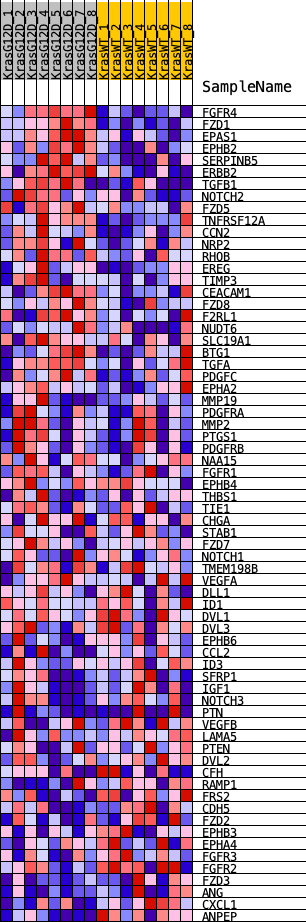 KrasG12D_1
KrasG12D_2
KrasG12D_3
KrasG12D_4
KrasG12D_5
KrasG12D_6
KrasG12D_7
KrasG12D_8
KrasWT_1
KrasWT_2
KrasWT_3
KrasWT_4
KrasWT_5
KrasWT_6
KrasWT_7
KrasWT_8
SampleName
FGFR4
FZD1
EPAS1
EPHB2
SERPINB5
ERBB2
TGFB1
NOTCH2
FZD5
TNFRSF12A
CCN2
NRP2
RHOB
EREG
TIMP3
CEACAM1
FZD8
F2RL1
NUDT6
SLC19A1
BTG1
TGFA
PDGFC
EPHA2
MMP19
PDGFRA
MMP2
PTGS1
PDGFRB
NAA15
FGFR1
EPHB4
THBS1
TIE1
CHGA
STAB1
FZD7
NOTCH1
TMEM198B
VEGFA
DLL1
ID1
DVL1
DVL3
EPHB6
CCL2
ID3
SFRP1
IGF1
NOTCH3
PTN
VEGFB
LAMA5
PTEN
DVL2
CFH
RAMP1
FRS2
CDH5
FZD2
EPHB3
EPHA4
FGFR3
FGFR2
FZD3
ANG
CXCL1
ANPEP